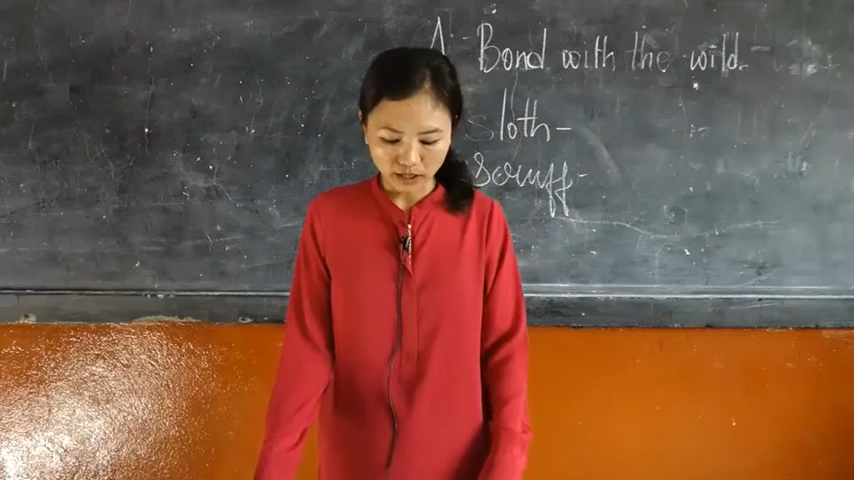 Bond with the wild.
sloth-
Scruff-